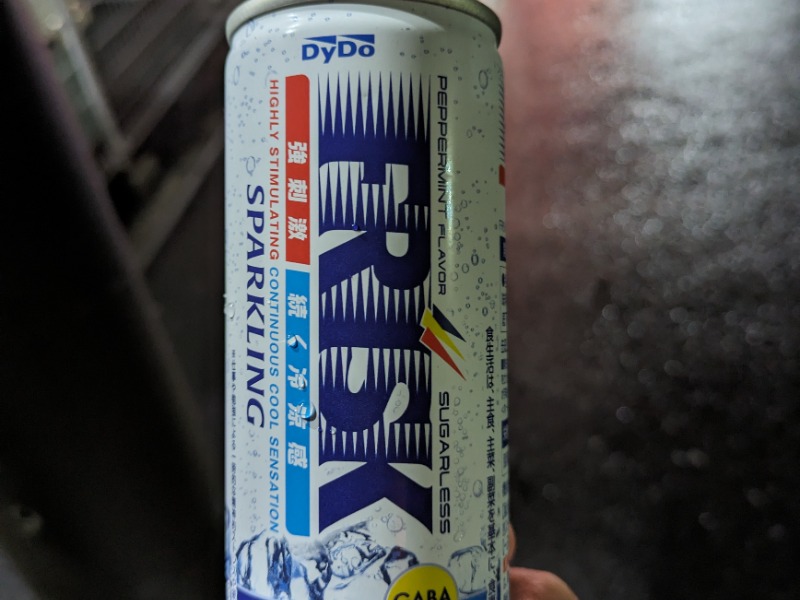 DyDo
PEPPERMINT FLAVOR
SUGARLESS
FRISK
強刺激 続く冷涼感
HIGHLY STIMULATING CONTINUOUS COOL SENSATION
SPARKLING
GABA